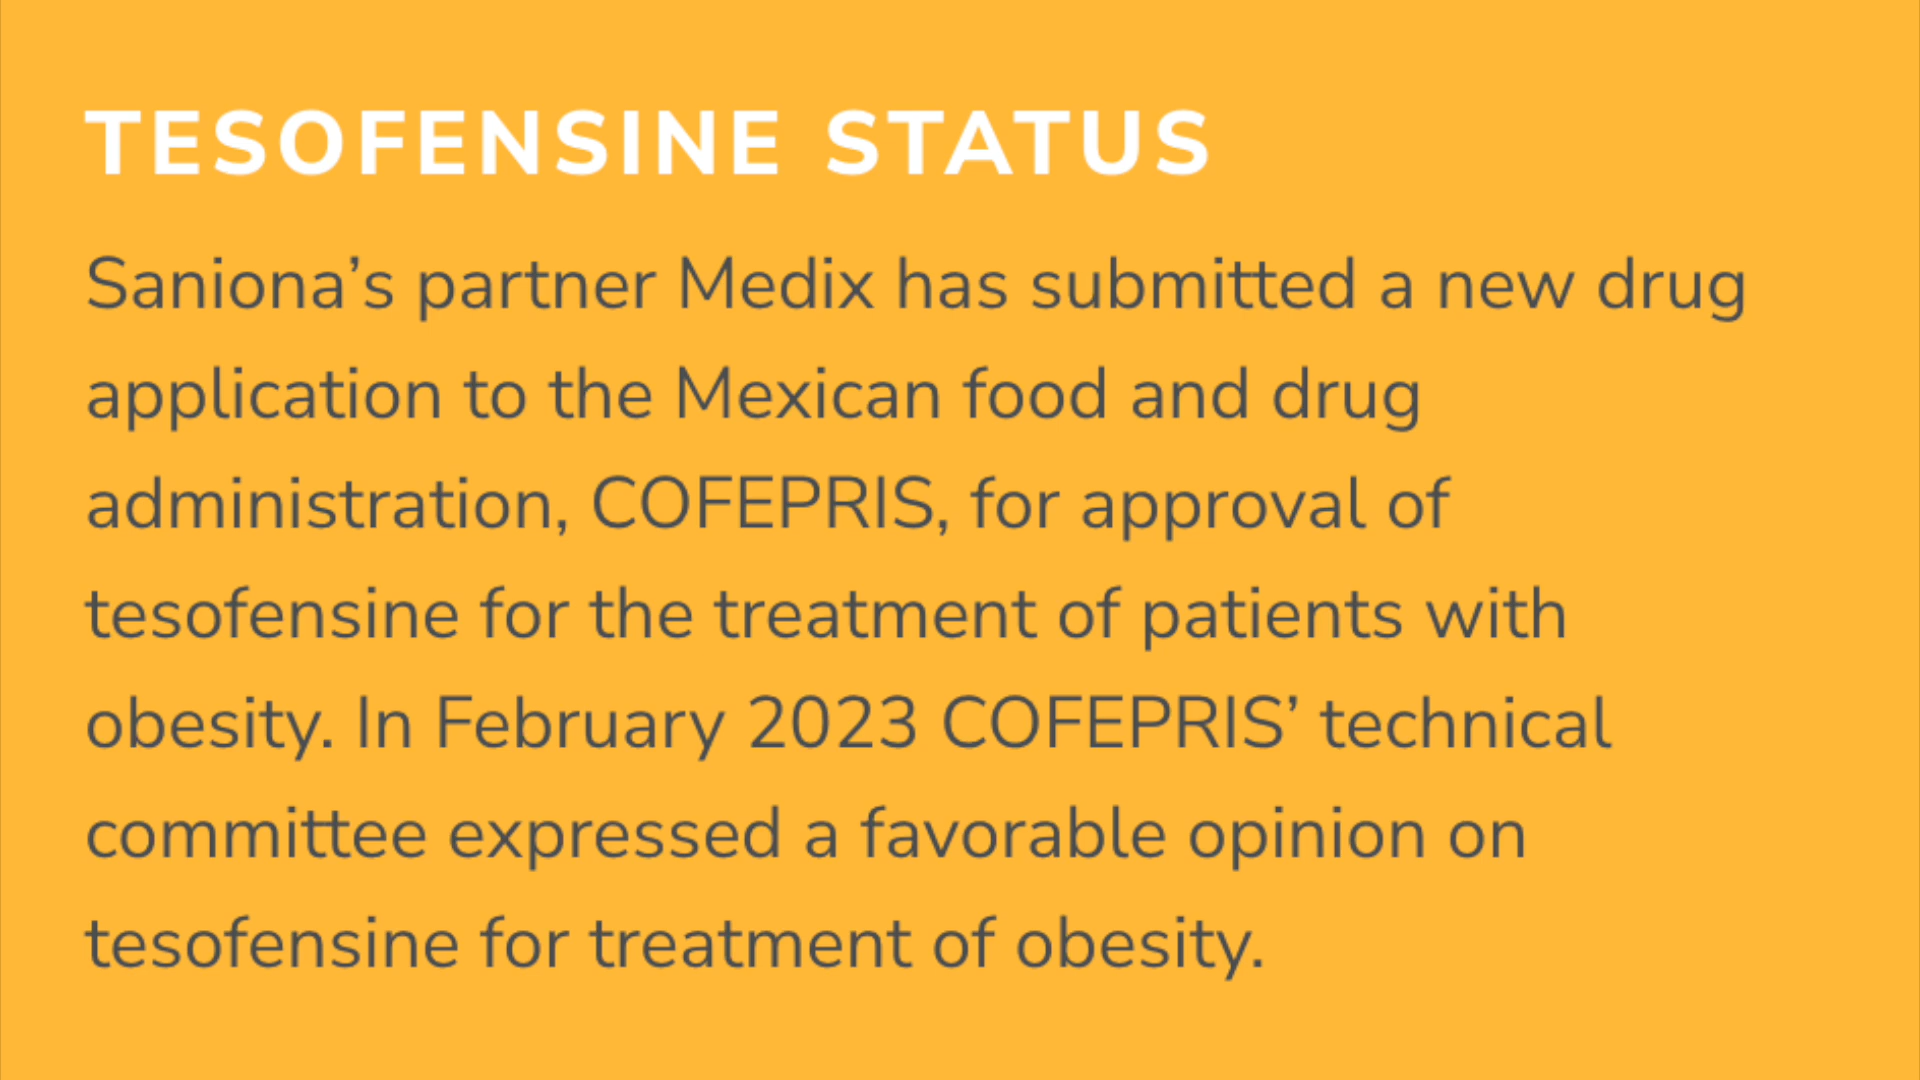 TESOFENSINE STATUS
Saniona’s partner Medix has submitted a new drug
application to the Mexican food and drug
administration, COFEPRIS, for approval of
tesofensine for the treatment of patients with
obesity. In February 2023 COFEPRIS’ technical
committee expressed a favorable opinion on
tesofensine for treatment of obesity.